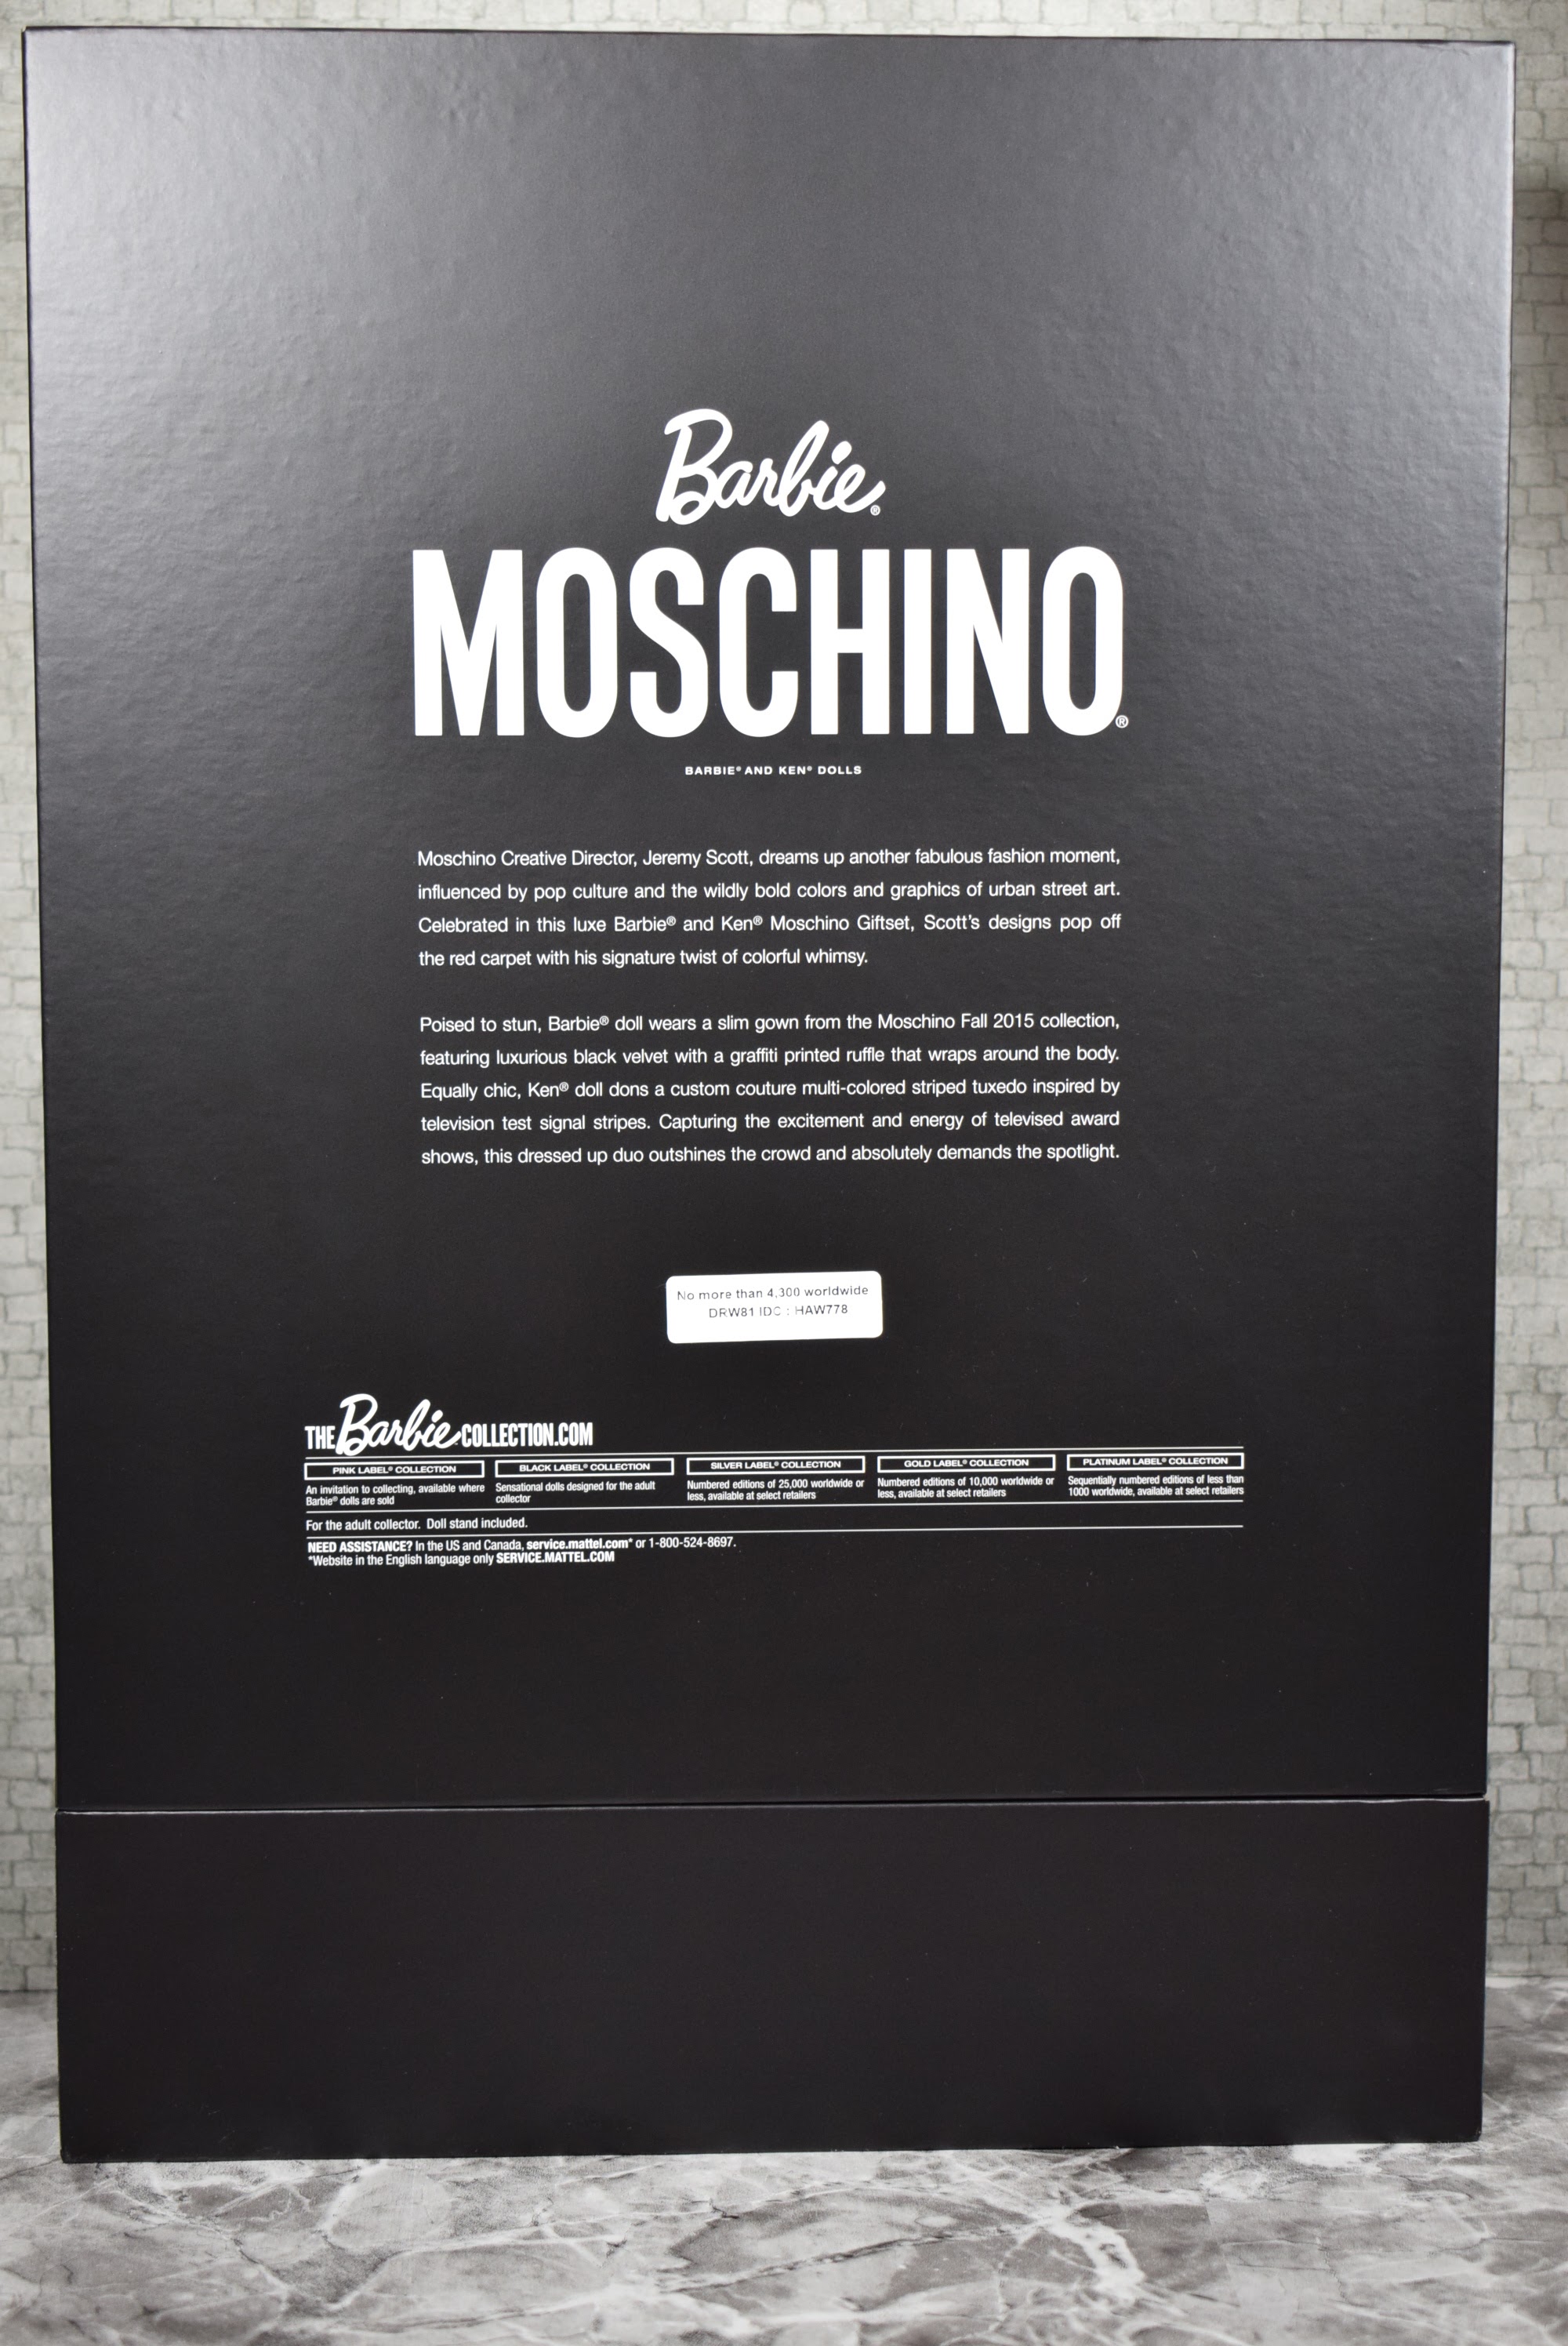 Barbie®
MOSCHINO®
BARBIE® AND KEN® DOLLS
Moschino Creative Director, Jeremy Scott, dreams up another fabulous fashion moment,
influenced by pop culture and the wildly bold colors and graphics of urban street art.
Celebrated in this luxe Barbie® and Ken® Moschino Giftset, Scott's designs pop off
the red carpet with his signature twist of colorful whimsy.
Poised to stun, Barbie® doll wears a slim gown from the Moschino Fall 2015 collection,
featuring luxurious black velvet with a graffiti printed ruffle that wraps around the body.
Equally chic, Ken® doll dons a custom couture multi-colored striped tuxedo inspired by
television test signal stripes. Capturing the excitement and energy of televised award
shows, this dressed up duo outshines the crowd and absolutely demands the spotlight.
No more than 4,300 worldwide
DRW81 IDC : HAW778
THE Barbie COLLECTION.COM
PINK LABEL® COLLECTION
An invitation to collecting, available where
Barbie® dolls are sold
BLACK LABEL® COLLECTION
Sensational dolls designed for the adult
collector
SILVER LABEL® COLLECTION
Numbered editions of 25,000 worldwide or
less, available at select retailers
GOLD LABEL® COLLECTION
Numbered editions of 10,000 worldwide or
less, available at select retailers
PLATINUM LABEL® COLLECTION
Sequentially numbered editions of less than
1000 worldwide, available at select retailers
For the adult collector. Doll stand included.
NEED ASSISTANCE? In the US and Canada, service.mattel.com* or 1-800-524-8697.
*Website in the English language only SERVICE.MATTEL.COM